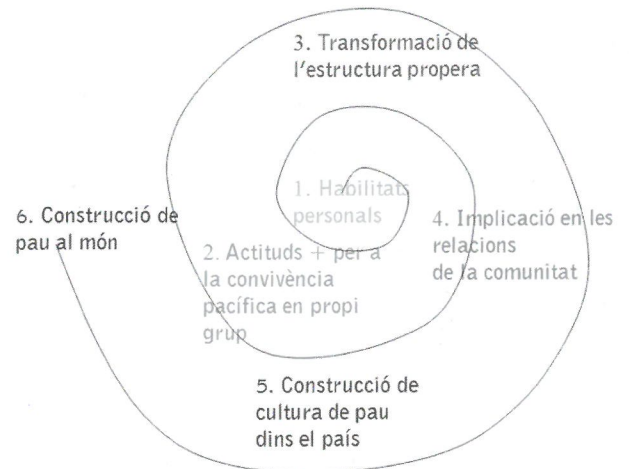 3. Transformació de
l'estructura propera
1. Habilitats
personals
6. Construcció de
pau al món
4. Implicació en les
relacions
de la comunitat
2. Actituds + per a
la convivència
pacífica en propi
grup
5. Construcció de
cultura de pau
dins el país